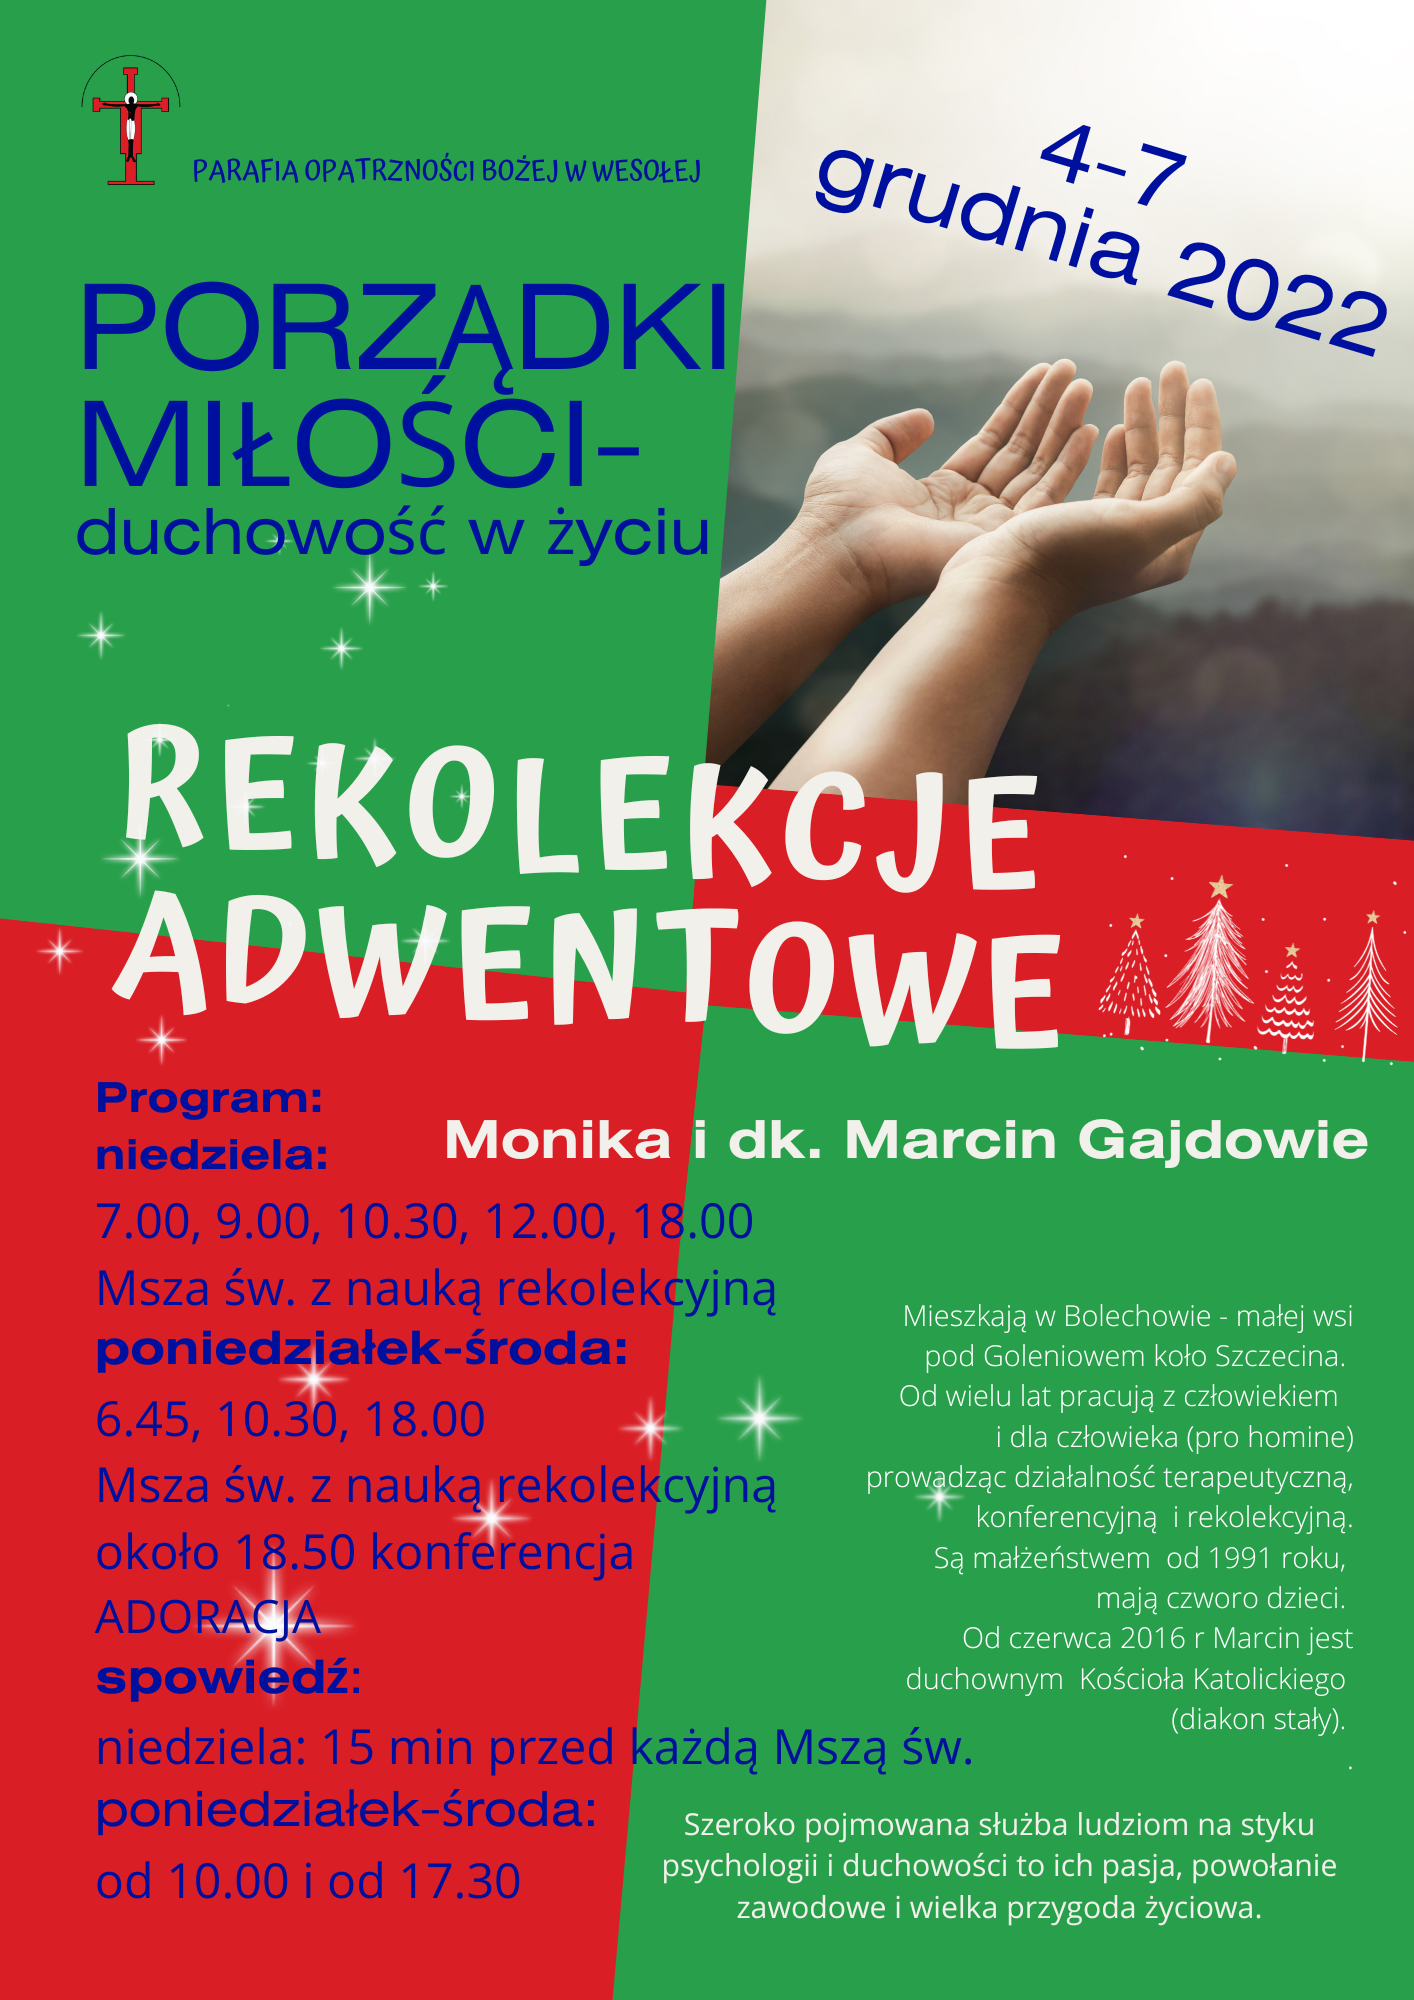 PARAFIA OPATRZNOŚCI BOŻEJ W WESOŁEJ
4-7
grudnia 2022
PORZĄDKI
MIŁOŚCI-
duchowość w życiu
REKOLEKCJE
ADWENTOWE
Monika i dk. Marcin Gajdowie
Program:
niedziela:
7.00, 9.00, 10.30, 12.00, 18.00
Msza św. z nauką rekolekcyjną
poniedziałek-środa:
6.45, 10.30, 18.00
Msza św. z nauką rekolekcyjną
około 18.50 konferencja
ADORACJA
spowiedź:
niedziela: 15 min przed każdą Mszą św.
poniedziałek-środa:
od 10.00 i od 17.30
Mieszkają w Bolechowie - małej wsi
pod Goleniowem koło Szczecina.
Od wielu lat pracują z człowiekiem
i dla człowieka (pro homine)
prowadząc działalność terapeutyczną,
konferencyjną i rekolekcyjną.
Są małżeństwem od 1991 roku,
mają czworo dzieci.
Od czerwca 2016 r Marcin jest
duchownym Kościoła Katolickiego
(diakon stały).
.
Szeroko pojmowana służba ludziom na styku
psychologii i duchowości to ich pasja, powołanie
zawodowe i wielka przygoda życiowa.